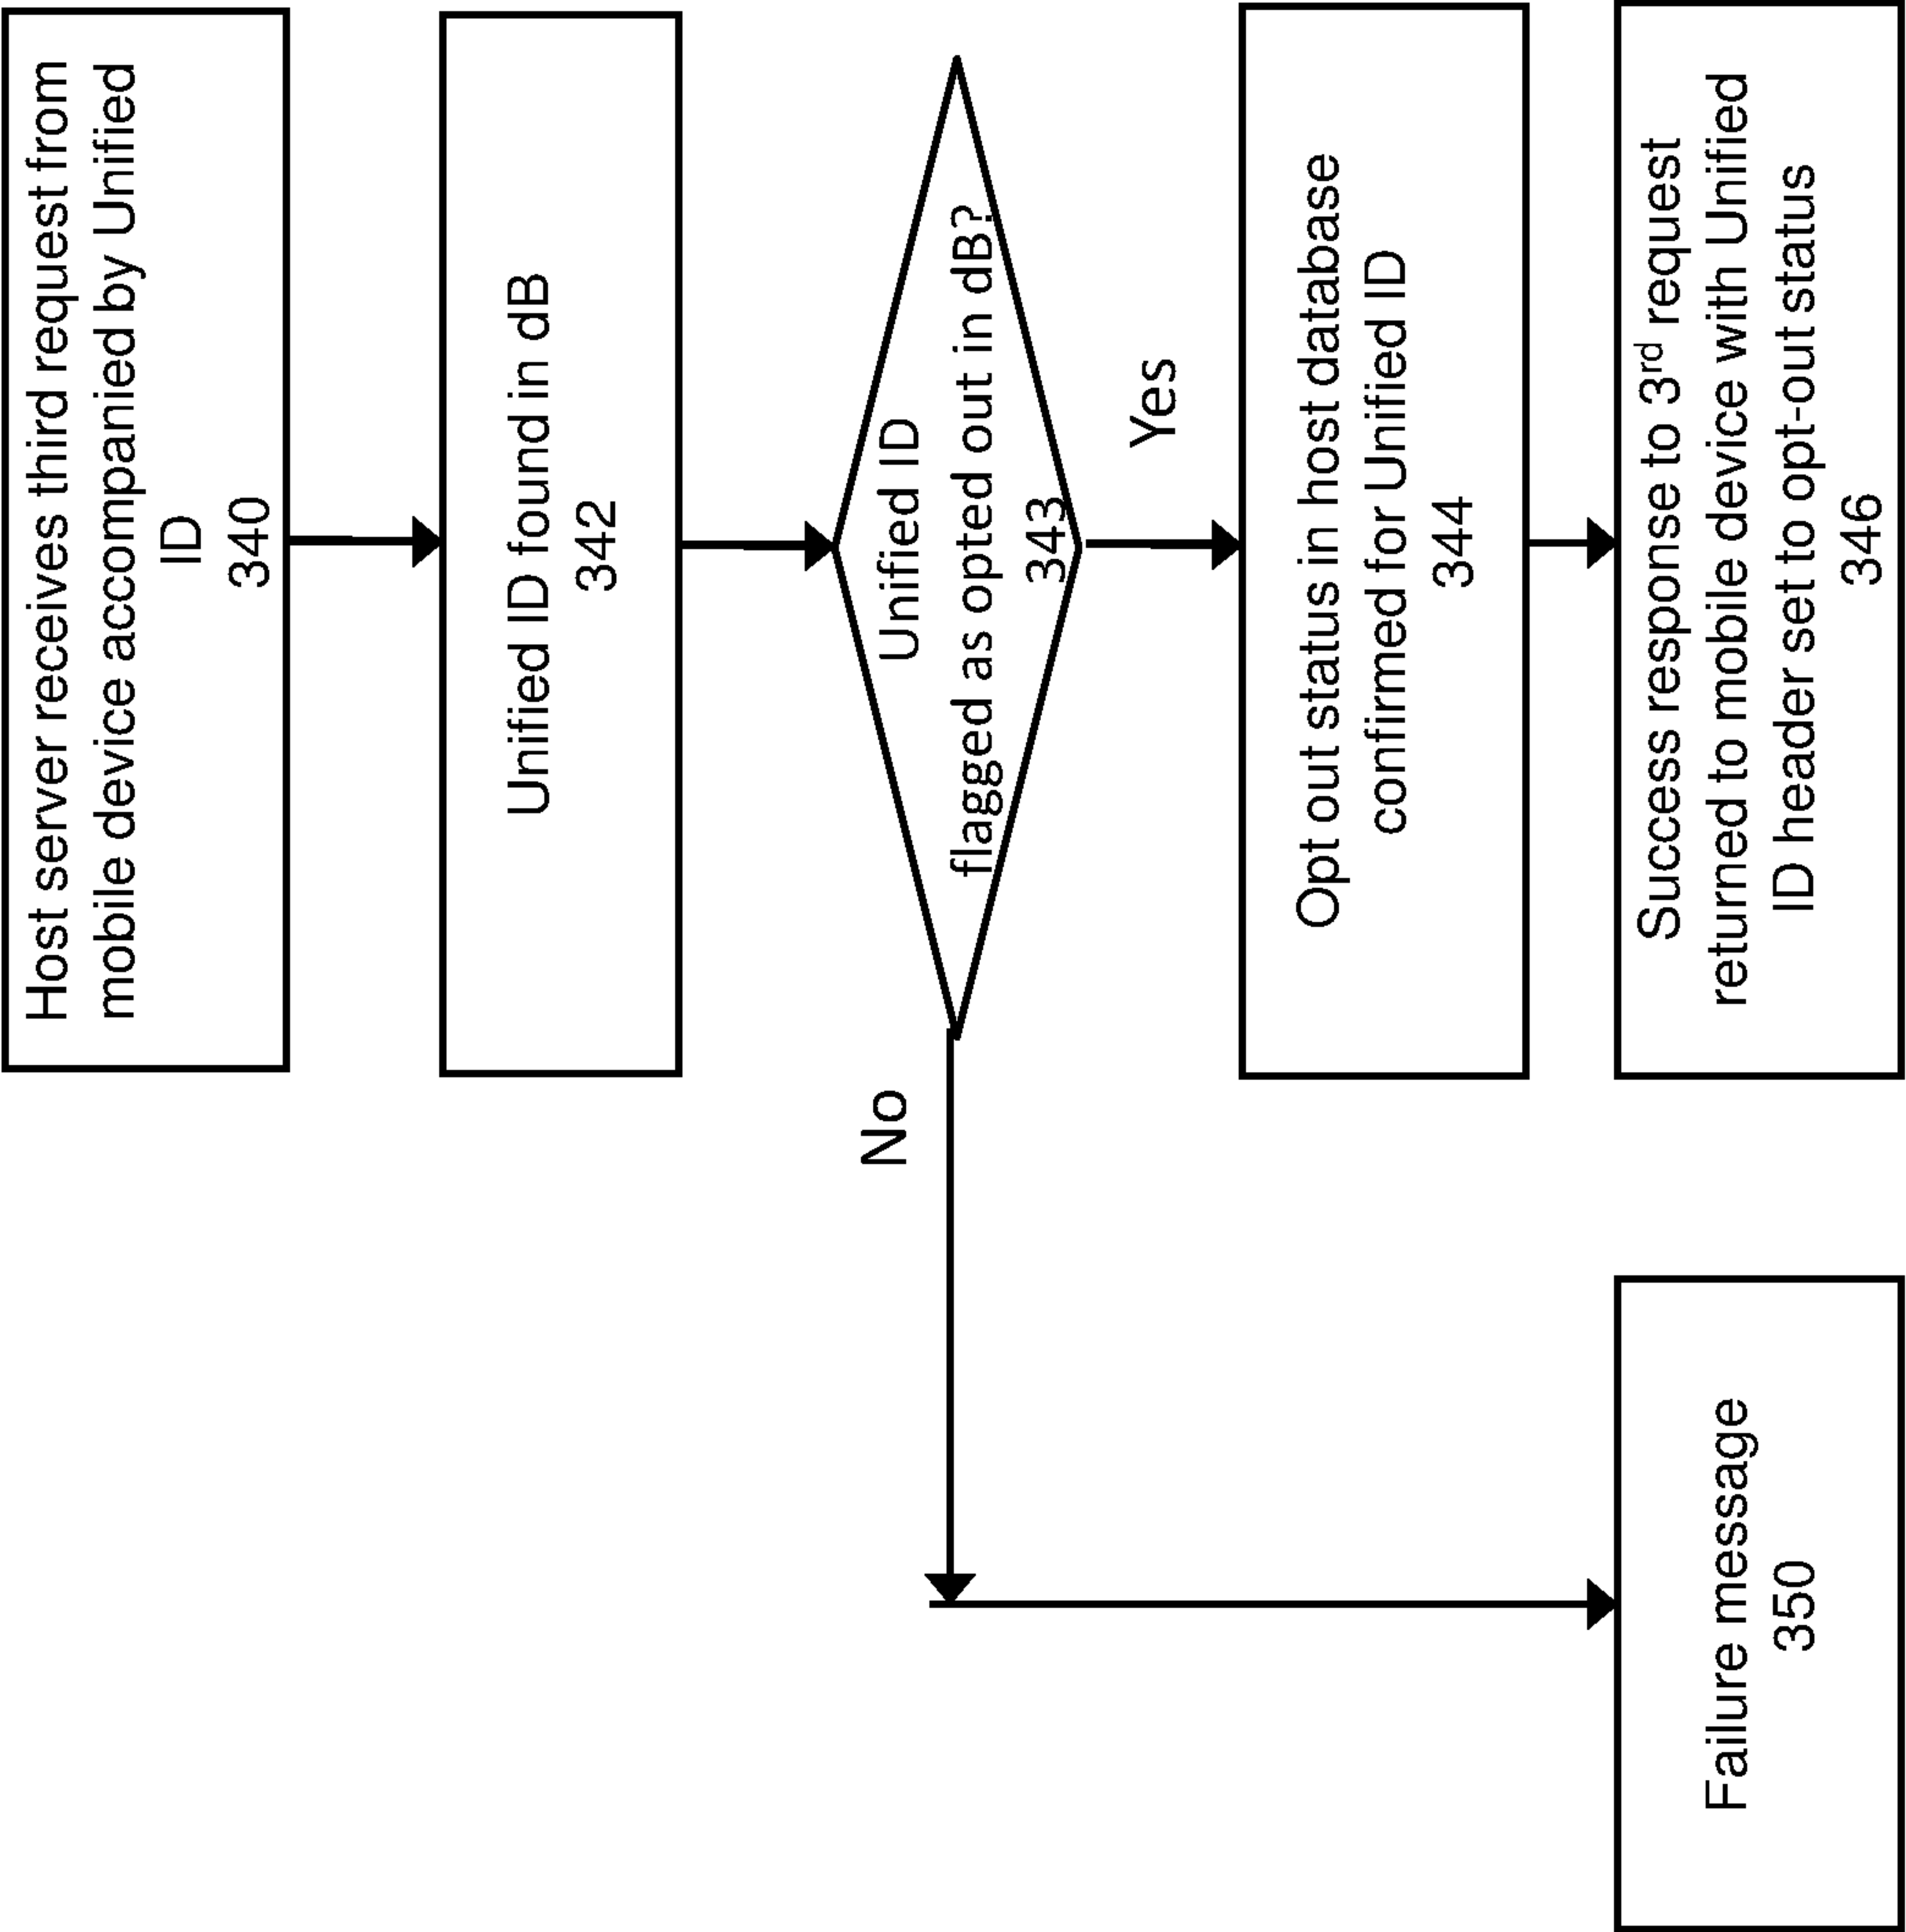 Host server receives third request from
mobile device accompanied by Unified
ID
340
Unified ID found in dB
342
Unified ID
flagged as opted out in dB?
343
No
Yes
Opt out status in host database
confirmed for Unified ID
344
Success response to 3rd request
returned to mobile device with Unified
ID header set to opt-out status
346
Failure message
350